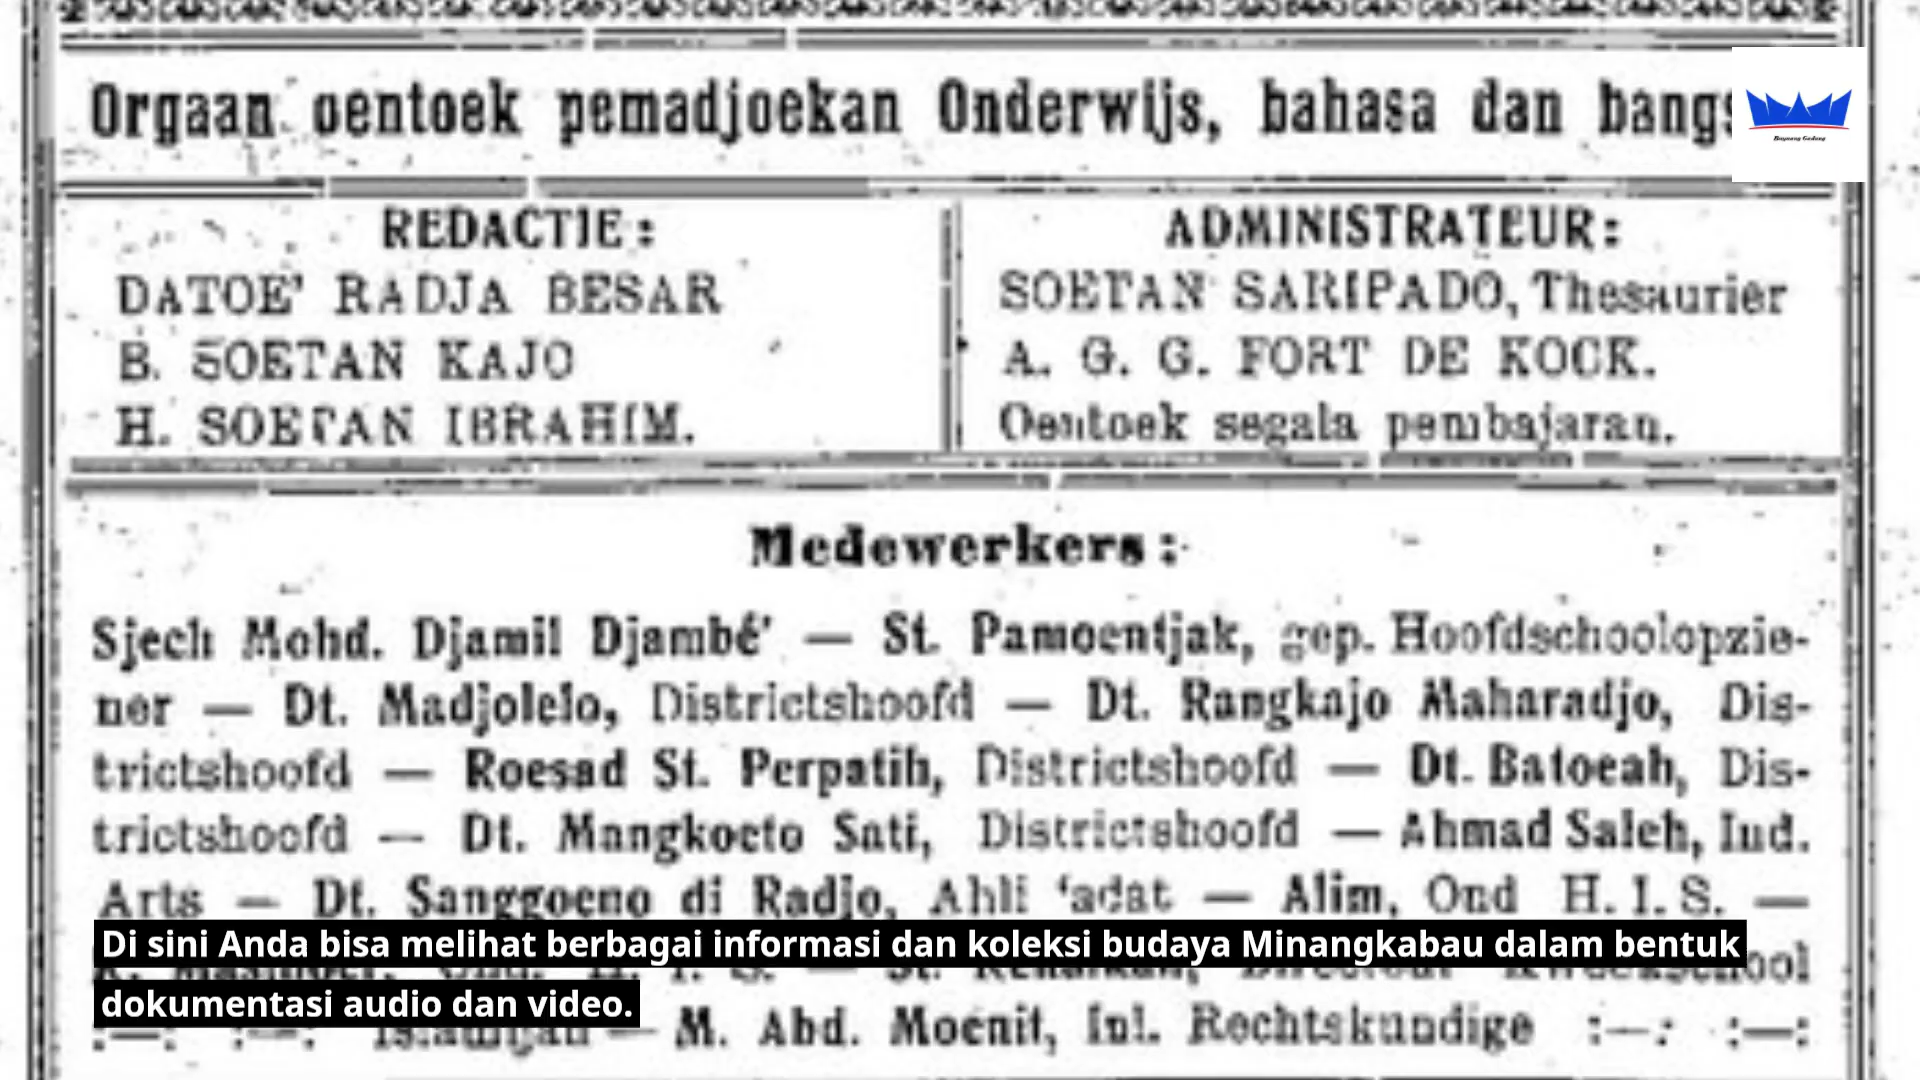 Orgaan oentoek pemadjoekan Onderwijs, bahasa dan
REDACTIE:
DATOE' RADJA BESAR
B. SOETAN KAJO
H. SOETAN IBRAHIM.
ADMINISTRATEUR:
SOETAN SARIPADO, Thesaurier
A. G. G. FORT DE KOCK.
Oentoek segala pembajaran.
Medewerkers:
Sjech Mohd. Djamil Djambé' — St. Pamoentjak, gep. Hoofdschoolopzie-
ner — Dt. Madjolelo, Districtshoofd — Dt. Rangkajo Maharadjo, Dis-
trictshoofd — Roesad St. Perpatih, Districtshoofd — Dt. Batoeah, Dis-
trictshoofd — Dt. Mangkoeto Sati, Districtshoofd — Ahmad Saleh, Ind.
Arts — Dt. Sanggoeno di Radjo, Ahli 'adat — Alim, Ond H. I. S. —
Di sini Anda bisa melihat berbagai informasi dan koleksi budaya Minangkabau dalam bentuk
dokumentasi audio dan video.
— M. Abd. Moenit, Inl. Rechtskundige :—: :—: